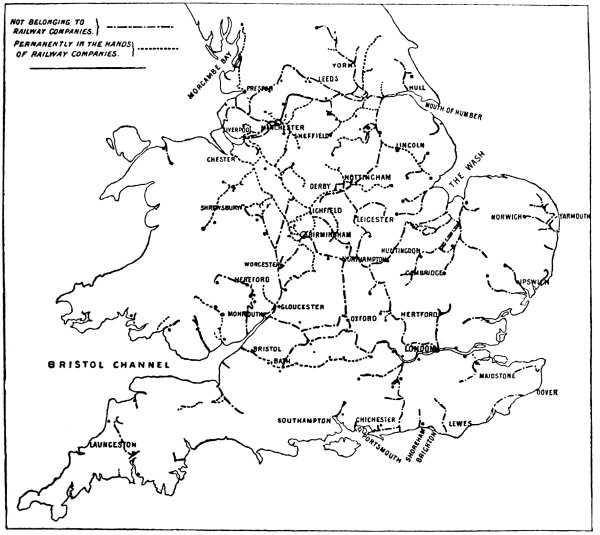 NOT BELONGING TO
RAILWAY COMPANIES.
PERMANENTLY IN THE HANDS
OF RAILWAY COMPANIES.
MORCAMBE BAY
YORK
LEEDS
HULL
PRESTON
MOUTH OF HUMBER
LIVERPOOL
MANCHESTER
SHEFFIELD
LINCOLN
CHESTER
THE WASH
NOTTINGHAM
DERBY
SHREWSBURY
LICHFIELD
LEICESTER
NORWICH
YARMOUTH
BIRMINGHAM
HUNTINGDON
NORTHAMPTON
WORCESTER
CAMBRIDGE
HEREFORD
IPSWICH
MONMOUTH
GLOUCESTER
OXFORD
HERTFORD
BRISTOL
LONDON
BRISTOL CHANNEL
BATH
MAIDSTONE
DOVER
SOUTHAMPTON
CHICHESTER
LEWES
PORTSMOUTH
SHOREHAM
BRIGHTON
LAUNCESTON